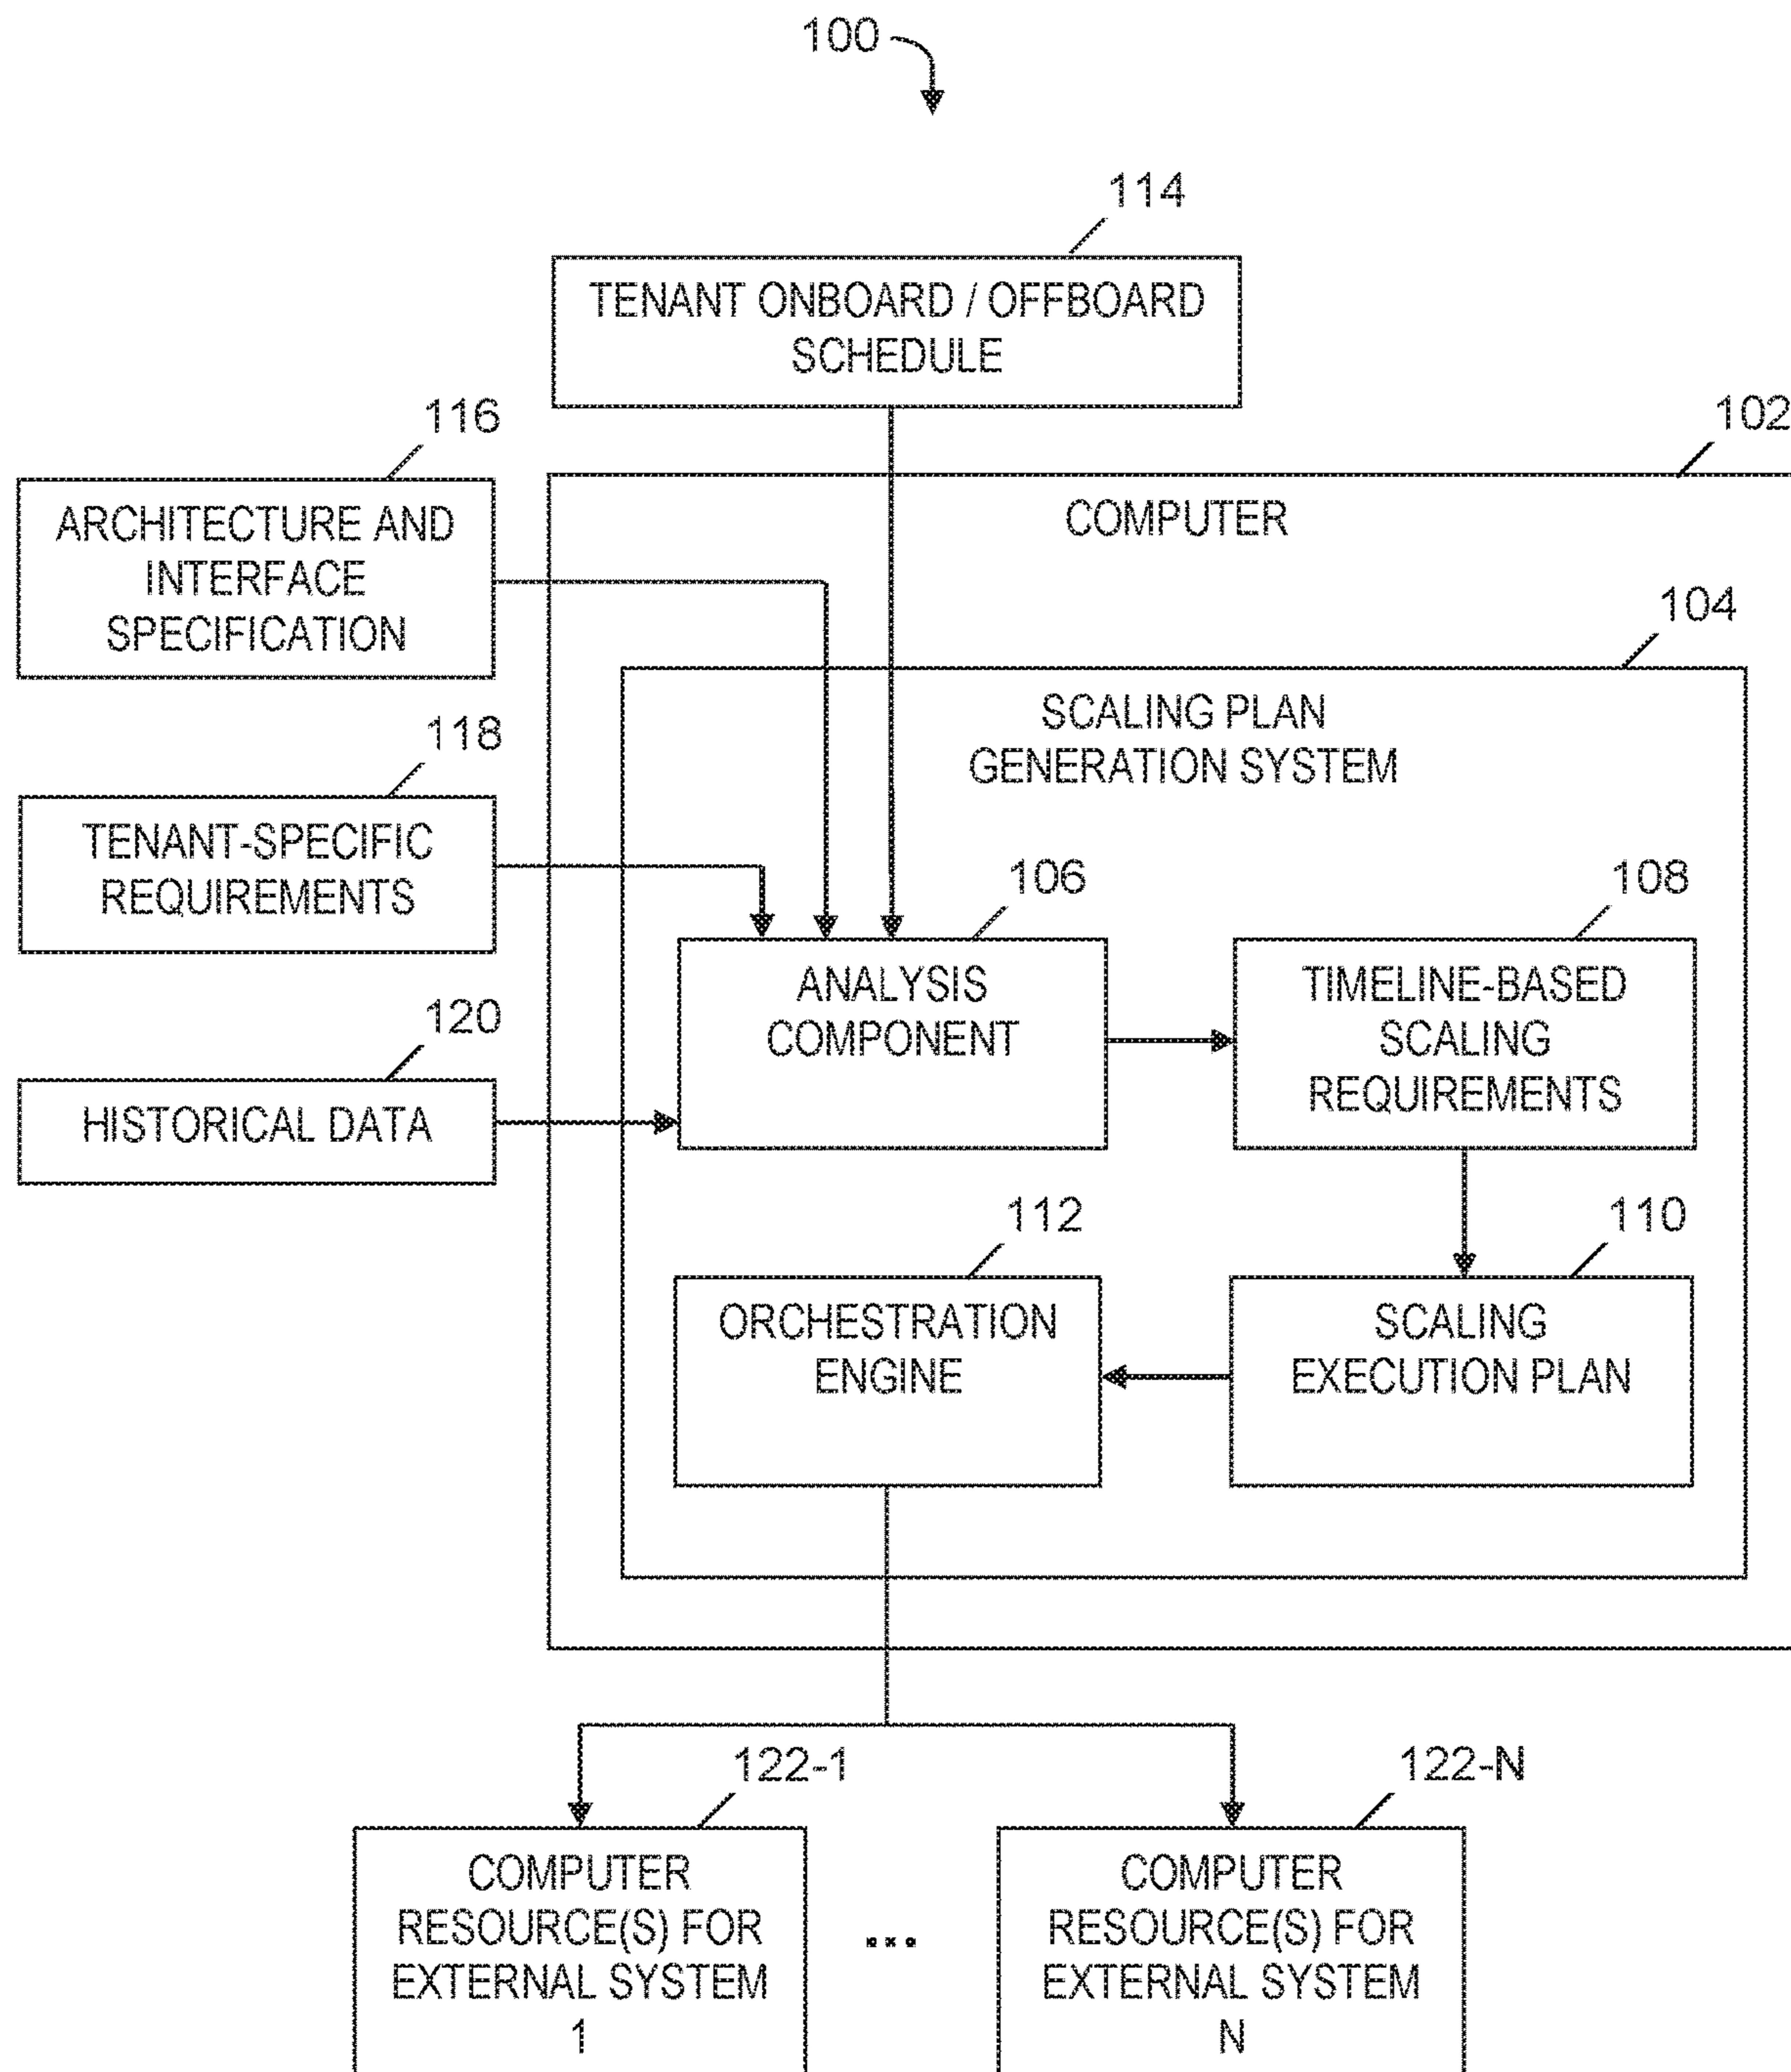 100
114
TENANT ONBOARD / OFFBOARD
SCHEDULE
116
102
ARCHITECTURE AND
INTERFACE
SPECIFICATION
COMPUTER
104
SCALING PLAN
GENERATION SYSTEM
118
TENANT-SPECIFIC
REQUIREMENTS
106
108
ANALYSIS
COMPONENT
TIMELINE-BASED
SCALING
REQUIREMENTS
120
HISTORICAL DATA
112
110
ORCHESTRATION
ENGINE
SCALING
EXECUTION PLAN
122-1
122-N
COMPUTER
RESOURCE(S) FOR
EXTERNAL SYSTEM
1
...
COMPUTER
RESOURCE(S) FOR
EXTERNAL SYSTEM
N